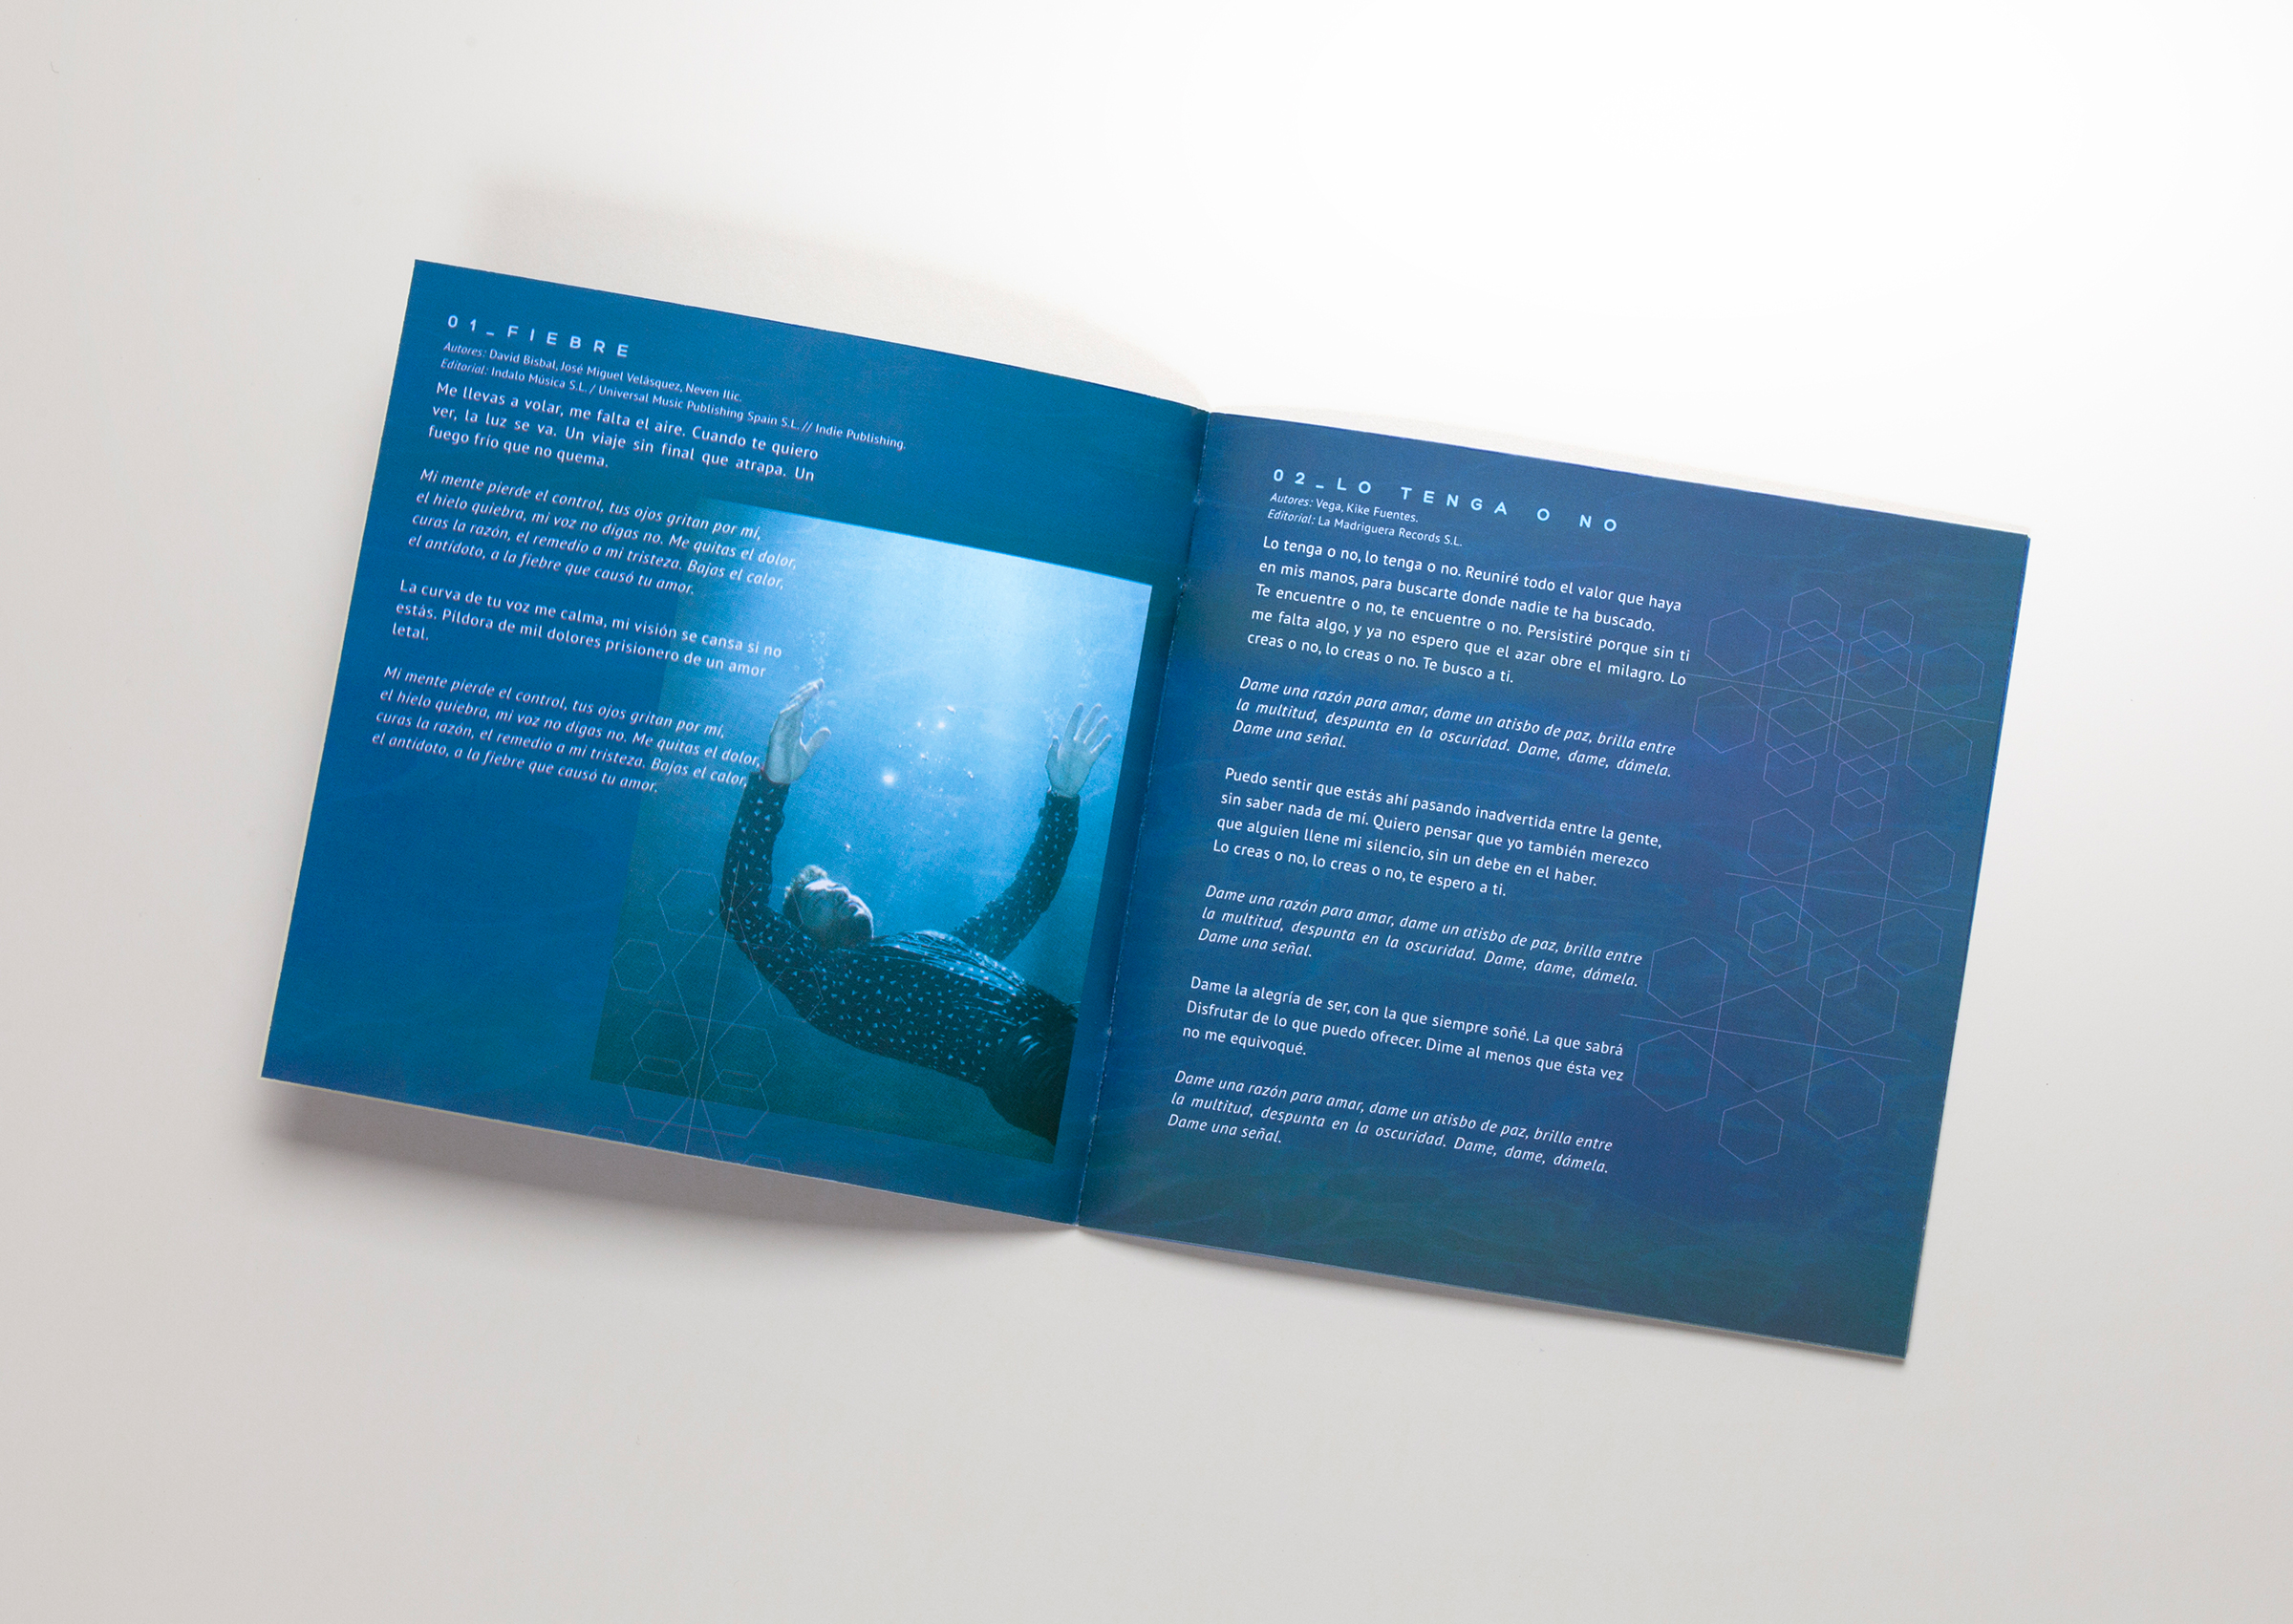 01_FIEBRE
Autores: David Bisbal, José Miguel Velásquez, Neven Ilic.
Editorial: Indalo Música S.L. / Universal Music Publishing Spain S.L. // Indie Publishing.
Me llevas a volar, me falta el aire. Cuando te quiero
ver, la luz se va. Un viaje sin final que atrapa. Un
fuego frío que no quema.
Mi mente pierde el control, tus ojos gritan por mí,
el hielo quiebra, mi voz no digas no. Me quitas el dolor,
curas la razón, el remedio a mi tristeza. Bajas el calor,
el antídoto, a la fiebre que causó tu amor.
La curva de tu voz me calma, mi visión se cansa si no
estás. Píldora de mil dolores prisionero de un amor
letal.
Mi mente pierde el control, tus ojos gritan por mí,
el hielo quiebra, mi voz no digas no. Me quitas el dolor,
curas la razón, el remedio a mi tristeza. Bajas el calor,
el antídoto, a la fiebre que causó tu amor.
02_LO TENGA O NO
Autores: Vega, Kike Fuentes.
Editorial: La Madriguera Records S.L.
Lo tenga o no, lo tenga o no. Reuniré todo el valor que haya
en mis manos, para buscarte donde nadie te ha buscado.
Te encuentre o no, te encuentre o no. Persistiré porque sin ti
me falta algo, y ya no espero que el azar obre el milagro. Lo
creas o no, lo creas o no. Te busco a ti.
Dame una razón para amar, dame un atisbo de paz, brilla entre
la multitud, despunta en la oscuridad. Dame, dame, dámela.
Dame una señal.
Puedo sentir que estás ahí pasando inadvertida entre la gente,
sin saber nada de mí. Quiero pensar que yo también merezco
que alguien llene mi silencio, sin un debe en el haber.
Lo creas o no, lo creas o no, te espero a ti.
Dame una razón para amar, dame un atisbo de paz, brilla entre
la multitud, despunta en la oscuridad. Dame, dame, dámela.
Dame una señal.
Dame la alegría de ser, con la que siempre soñé. La que sabrá
Disfrutar de lo que puedo ofrecer. Dime al menos que ésta vez
no me equivoqué.
Dame una razón para amar, dame un atisbo de paz, brilla entre
la multitud, despunta en la oscuridad. Dame, dame, dámela.
Dame una señal.